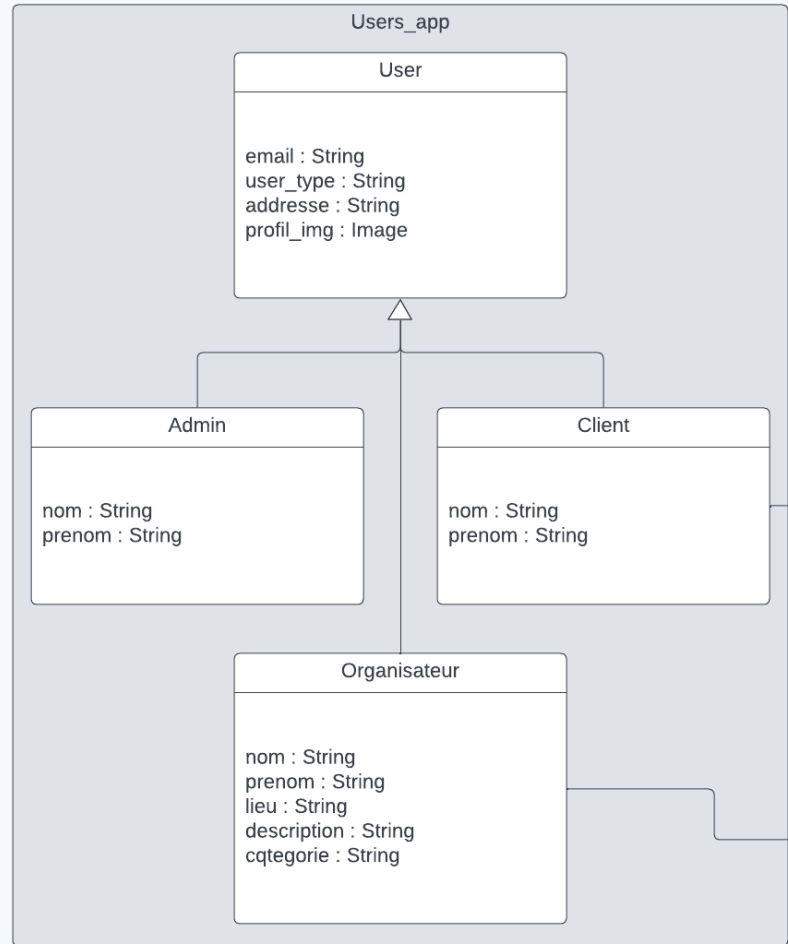 Users_app
User
email : String
user_type : String
addresse : String
profil_img : Image
Admin
nom : String
prenom : String
Client
nom : String
prenom : String
Organisateur
nom : String
prenom : String
lieu : String
description : String
cqtegorie : String